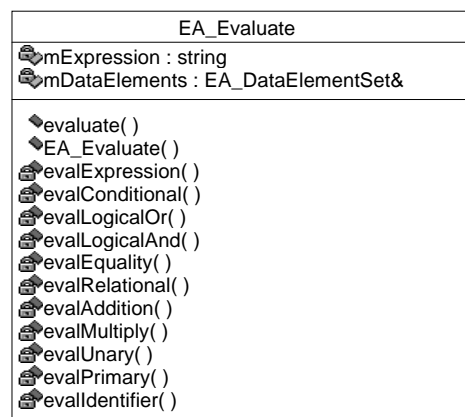 EA_Evaluate
mExpression : string
mDataElements : EA_DataElementSet&
evaluate( )
EA_Evaluate( )
evalExpression( )
evalConditional( )
evalLogicalOr( )
evalLogicalAnd( )
evalEquality( )
evalRelational( )
evalAddition( )
evalMultiply( )
evalUnary( )
evalPrimary( )
evalIdentifier( )